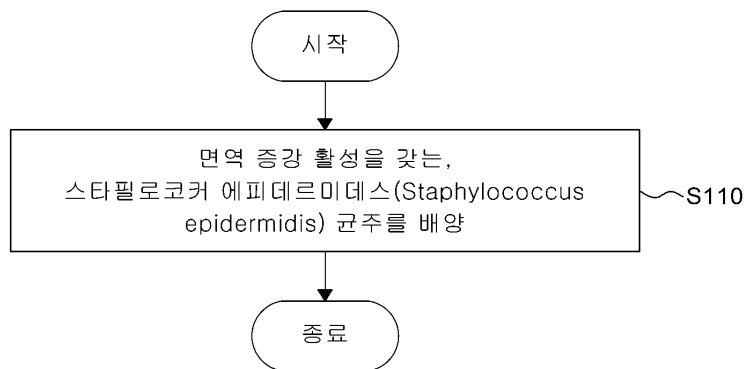 시작
면역 증강 활성을 갖는,
스타필로코커 에피데르미데스(Staphylococcus
epidermidis) 균주를 배양
S110
종료